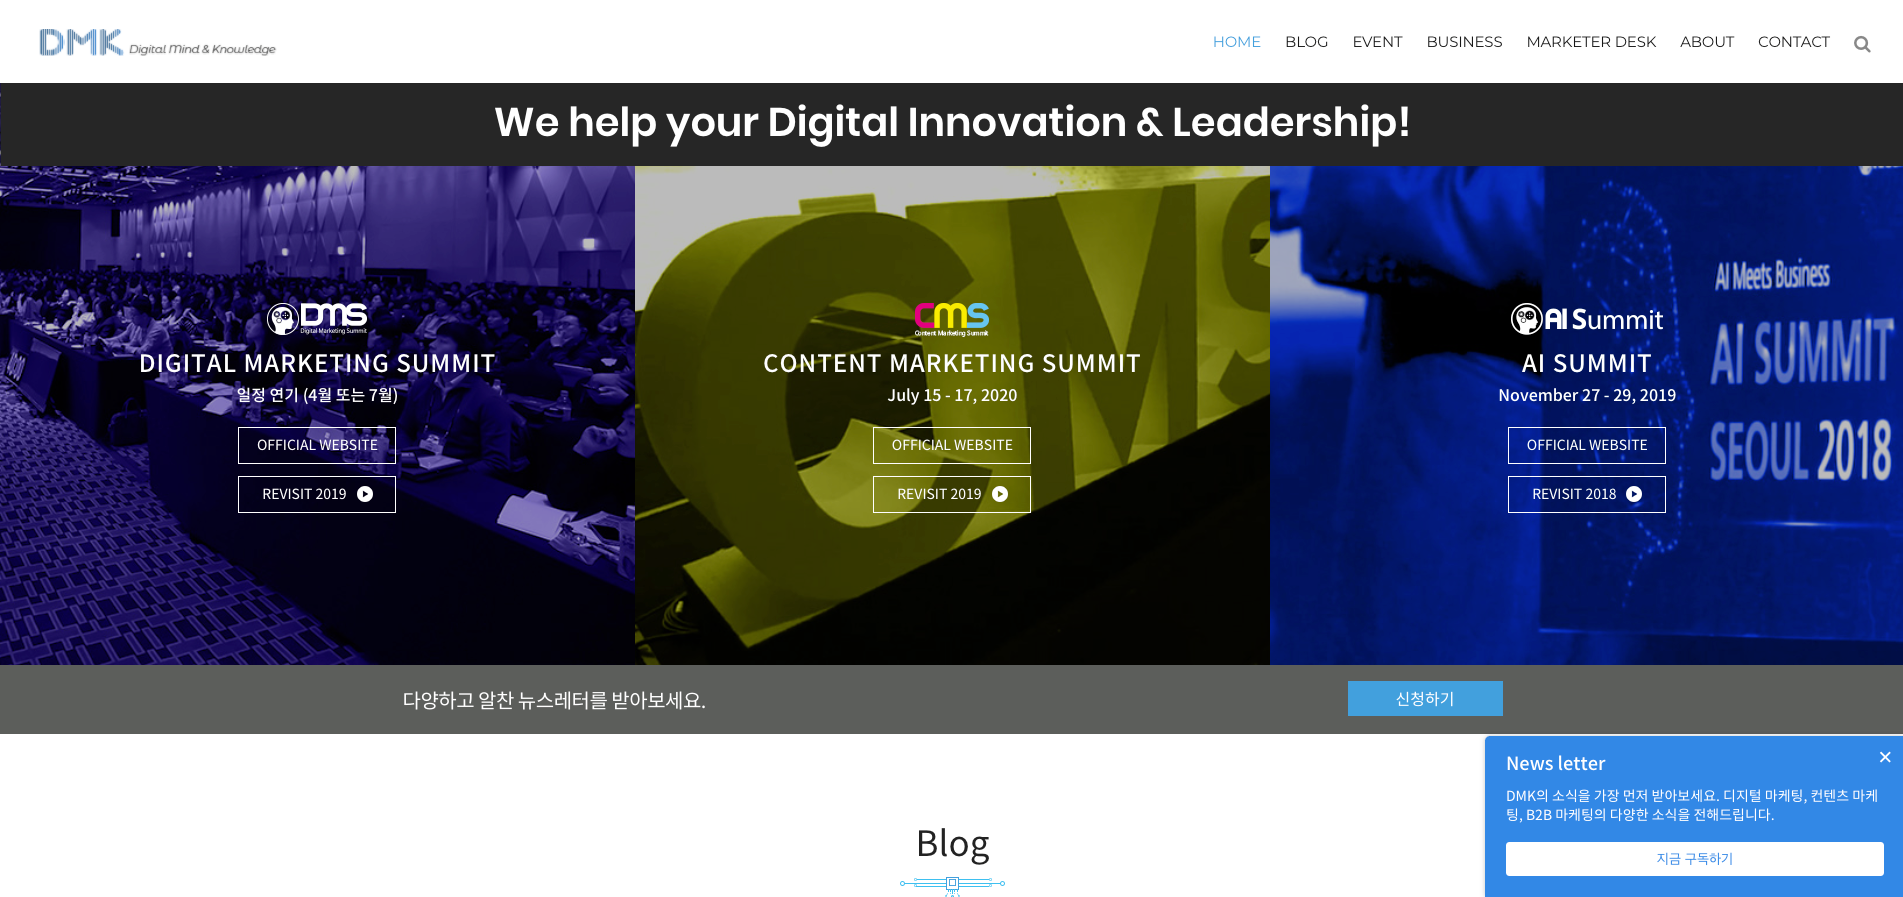 DMK Digital Mind & Knowledge
HOME BLOG EVENT BUSINESS MARKETER DESK ABOUT CONTACT
We help your Digital Innovation & Leadership!
DMS
Digital Marketing Summit
DIGITAL MARKETING SUMMIT
일정 연기 (4월 또는 7월)
OFFICIAL WEBSITE
REVISIT 2019
CMS
cms
Content Marketing Summit
CONTENT MARKETING SUMMIT
July 15 - 17, 2020
OFFICIAL WEBSITE
REVISIT 2019
AI Meets Business
AI SUMMIT
SEOUL 2018
AI Summit
AI SUMMIT
November 27 - 29, 2019
OFFICIAL WEBSITE
REVISIT 2018
다양하고 알찬 뉴스레터를 받아보세요.
신청하기
Blog
News letter
DMK의 소식을 가장 먼저 받아보세요. 디지털 마케팅, 컨텐츠 마케
팅, B2B 마케팅의 다양한 소식을 전해드립니다.
지금 구독하기